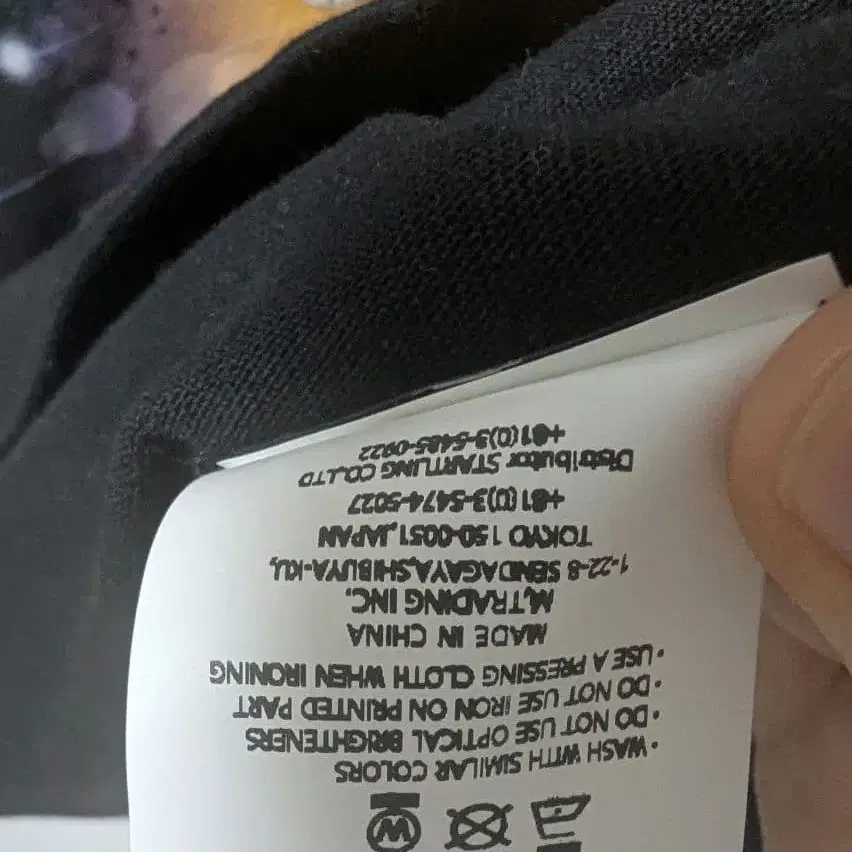 W
• WASH WITH SIMILAR COLORS
• DO NOT USE OPTICAL BRIGHTENERS
• DO NOT USE IRON ON PRINTED PART
• USE A PRESSING CLOTH WHEN IRONING
MADE IN CHINA
M,TRADING INC.
1-22-8 SENDAGAYA,SHIBUYA-KU,
TOKYO 150-0051,JAPAN
+81(0)3-5474-5027
Distributor STARTLING CO.,LTD
+81(0)3-5485-0922